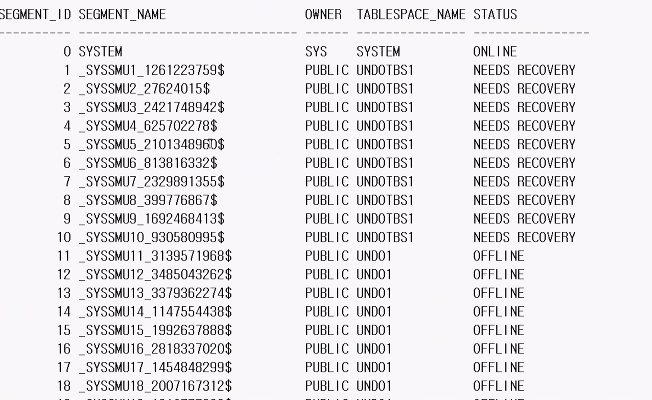 SEGMENT_ID SEGMENT_NAME OWNER TABLESPACE_NAME STATUS
0 SYSTEM SYS SYSTEM ONLINE
1 _SYSSMU1_1261223759$ PUBLIC UNDOTBS1 NEEDS RECOVERY
2 _SYSSMU2_27624015$ PUBLIC UNDOTBS1 NEEDS RECOVERY
3 _SYSSMU3_2421748942$ PUBLIC UNDOTBS1 NEEDS RECOVERY
4 _SYSSMU4_625702278$ PUBLIC UNDOTBS1 NEEDS RECOVERY
5 _SYSSMU5_2101348960$ PUBLIC UNDOTBS1 NEEDS RECOVERY
6 _SYSSMU6_813816332$ PUBLIC UNDOTBS1 NEEDS RECOVERY
7 _SYSSMU7_2329891355$ PUBLIC UNDOTBS1 NEEDS RECOVERY
8 _SYSSMU8_399776867$ PUBLIC UNDOTBS1 NEEDS RECOVERY
9 _SYSSMU9_1692468413$ PUBLIC UNDOTBS1 NEEDS RECOVERY
10 _SYSSMU10_930580995$ PUBLIC UNDOTBS1 NEEDS RECOVERY
11 _SYSSMU11_3139571968$ PUBLIC UNDO1 OFFLINE
12 _SYSSMU12_3485043262$ PUBLIC UNDO1 OFFLINE
13 _SYSSMU13_3379362274$ PUBLIC UNDO1 OFFLINE
14 _SYSSMU14_1147554438$ PUBLIC UNDO1 OFFLINE
15 _SYSSMU15_1992637888$ PUBLIC UNDO1 OFFLINE
16 _SYSSMU16_2818337020$ PUBLIC UNDO1 OFFLINE
17 _SYSSMU17_1454848299$ PUBLIC UNDO1 OFFLINE
18 _SYSSMU18_2007167312$ PUBLIC UNDO1 OFFLINE